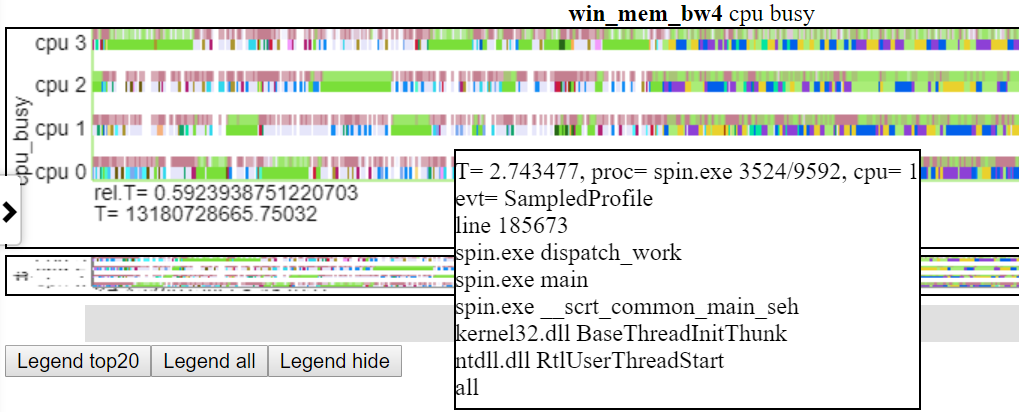 win_mem_bw4 cpu busy
cpu 3
cpu 2
cpu_busy
cpu 1
cpu 0
rel.T= 0.5923938751220703
T= 13180728665.75032
T= 2.743477, proc= spin.exe 3524/9592, cpu= 1
evt= SampledProfile
line 185673
spin.exe dispatch_work
spin.exe main
spin.exe __scrt_common_main_seh
kernel32.dll BaseThreadInitThunk
ntdll.dll RtlUserThreadStart
all
Legend top20
Legend all
Legend hide